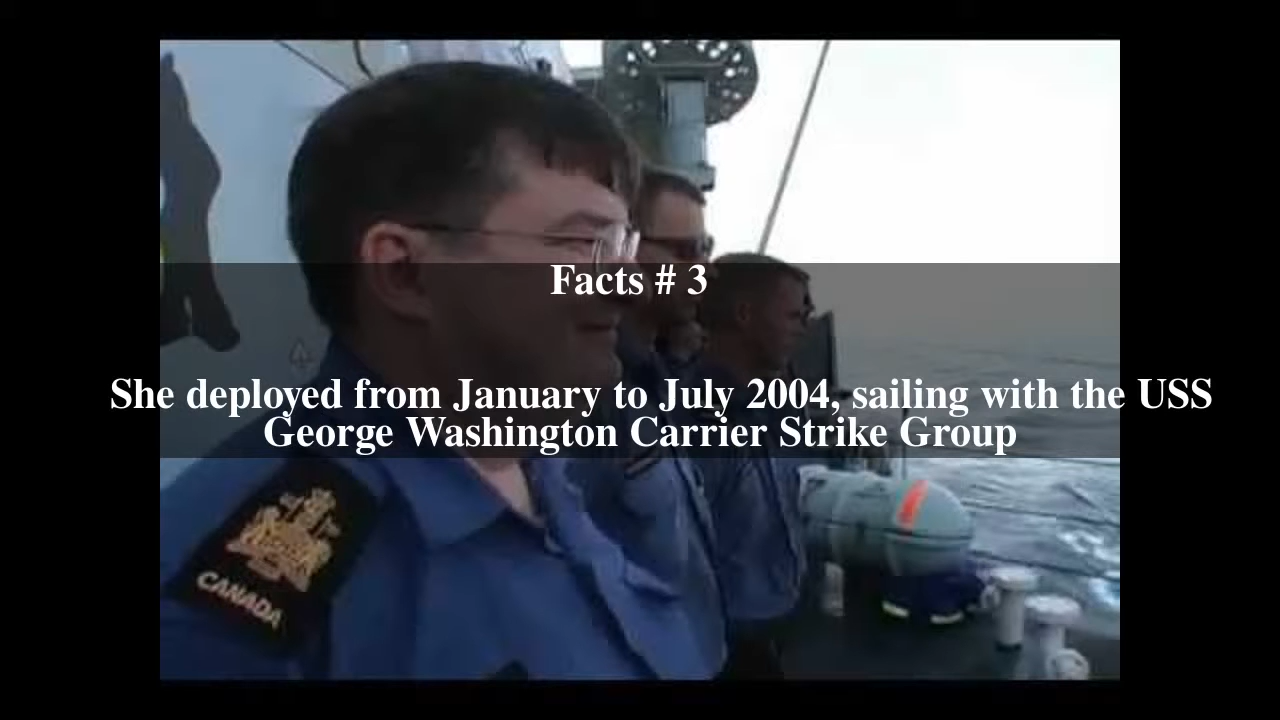 Facts # 3
She deployed from January to July 2004, sailing with the USS
George Washington Carrier Strike Group
CANADA